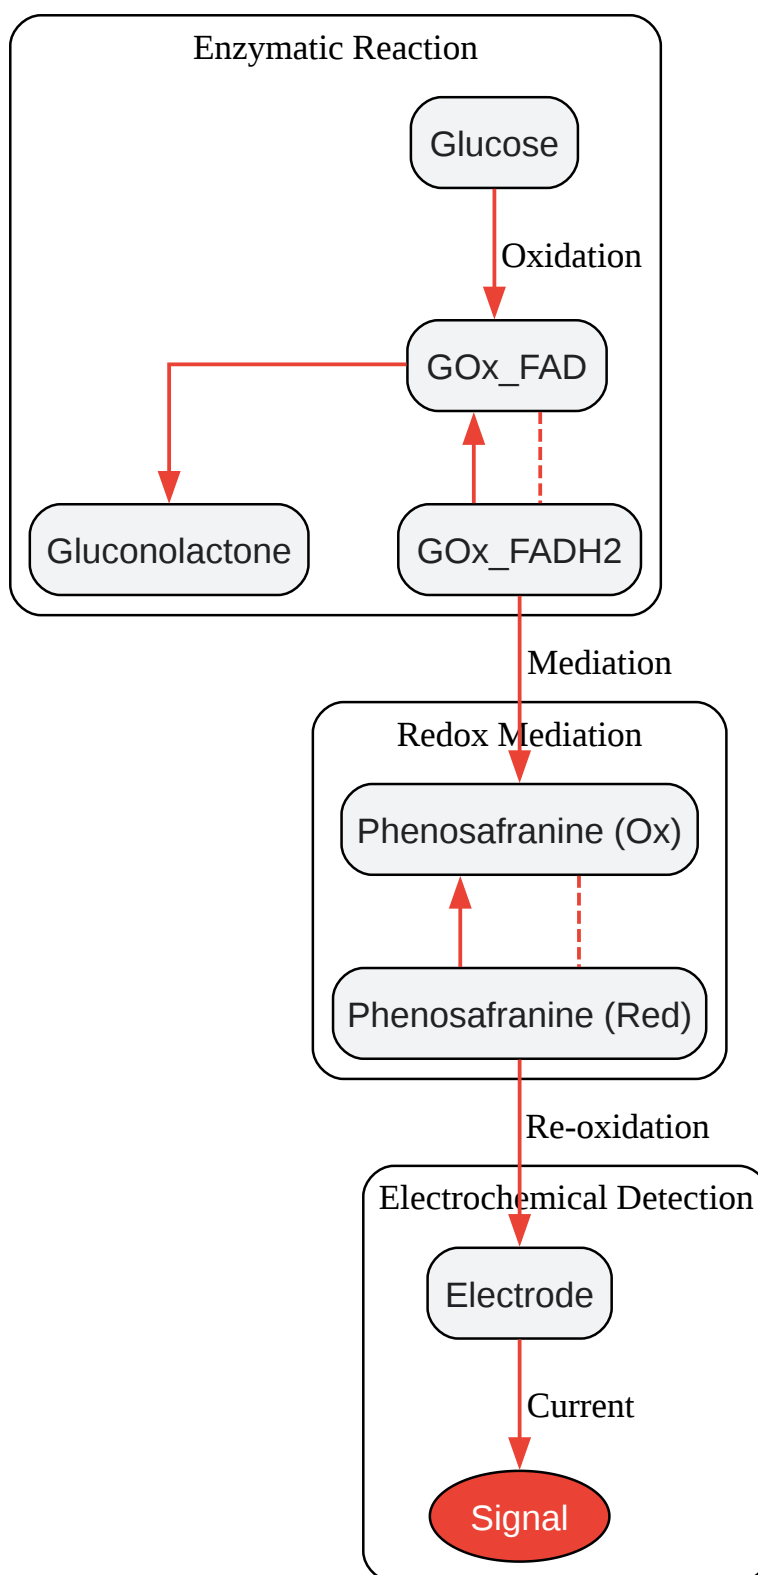 Enzymatic Reaction
Glucose
Oxidation
GOx_FAD
Gluconolactone
GOx_FADH2
Mediation
Redox Mediation
Phenosafranine (Ox)
Phenosafranine (Red)
Re-oxidation
Electrochemical Detection
Electrode
Current
Signal